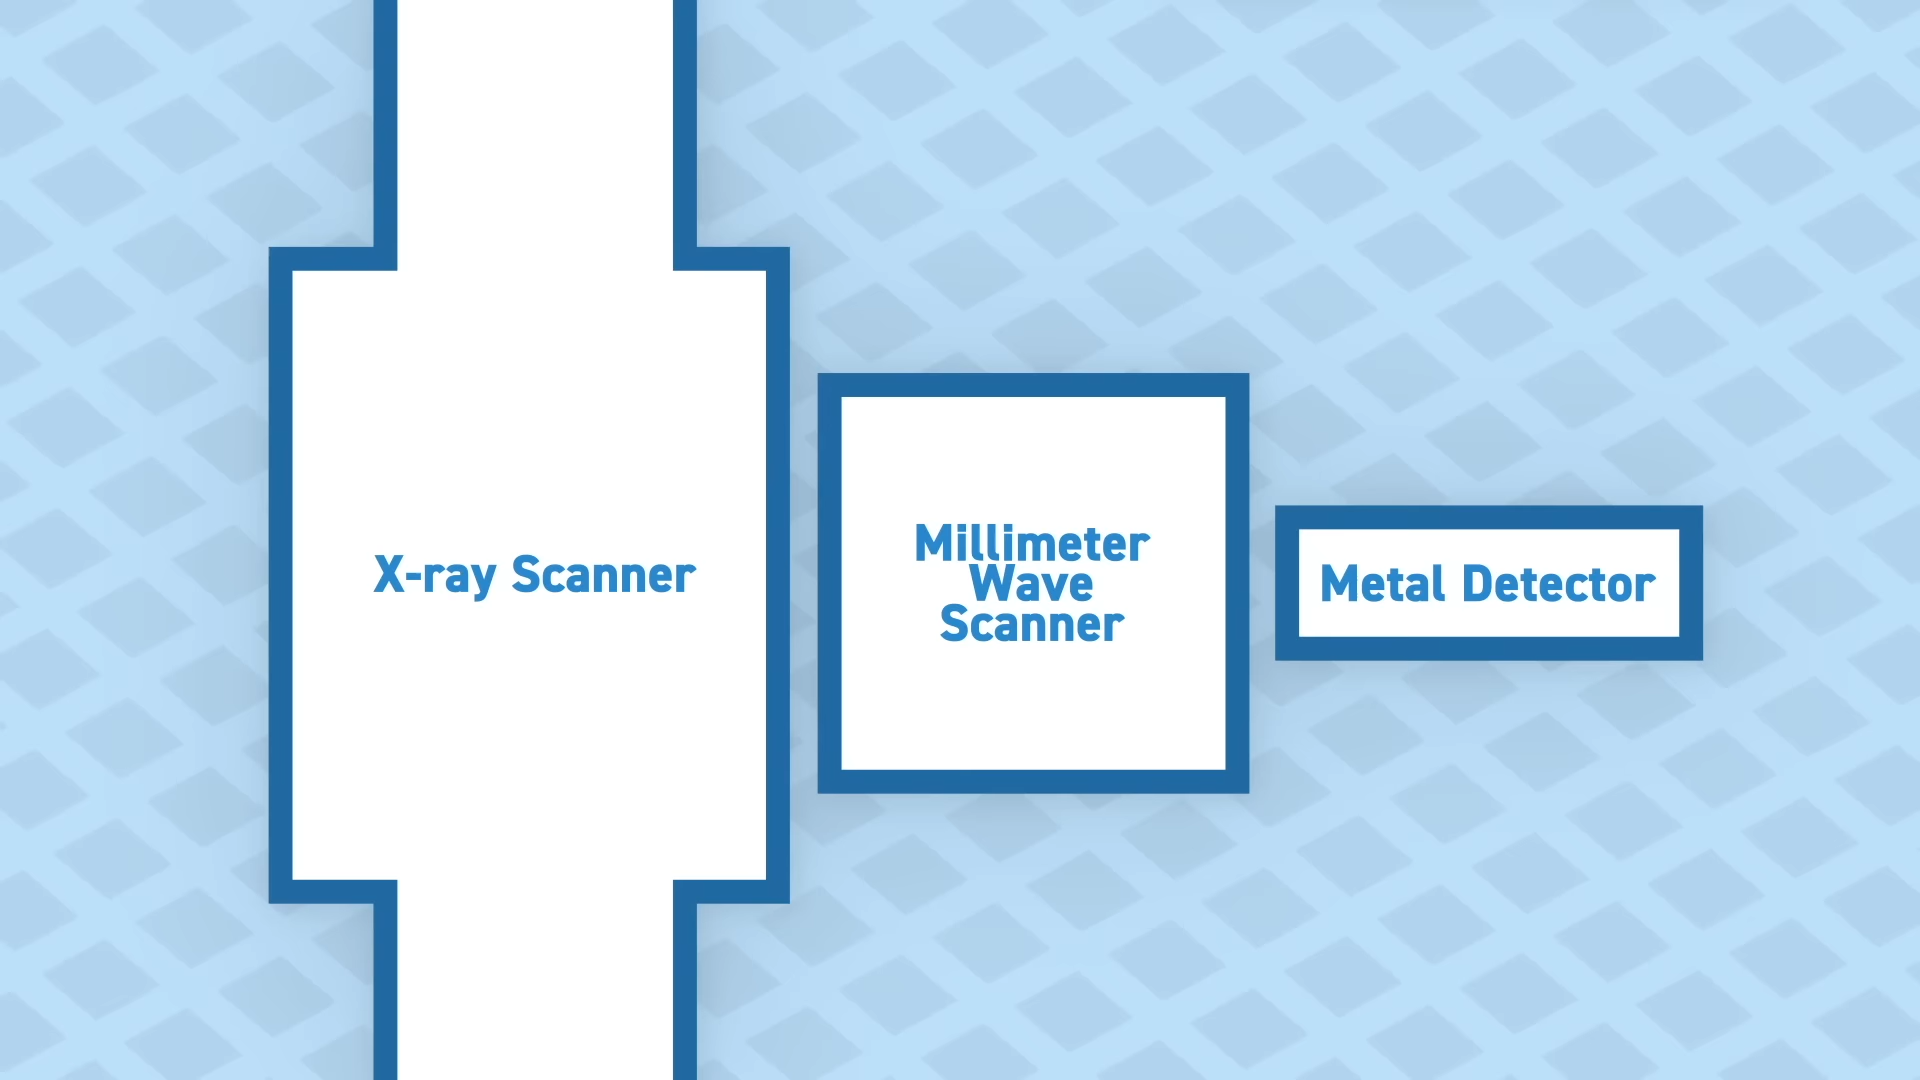 X-ray Scanner
Millimeter
Wave
Scanner
Metal Detector